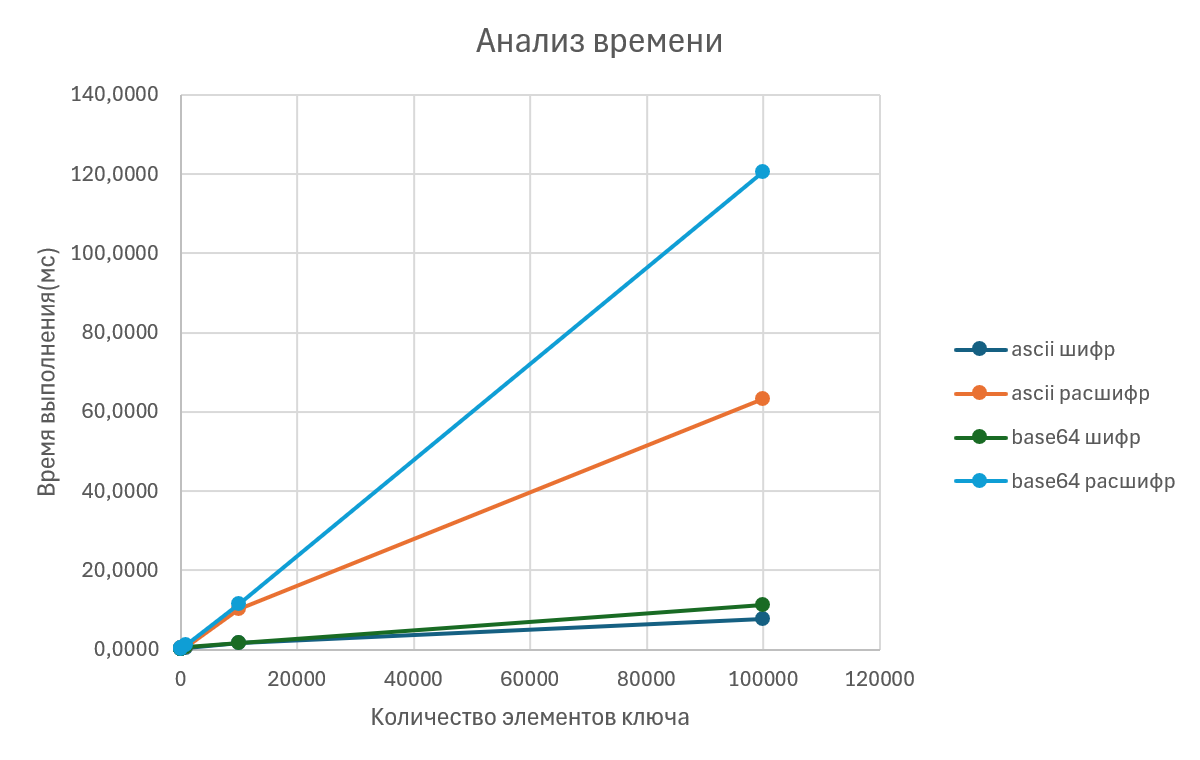 Анализ времени
140,0000
120,0000
100,0000
80,0000
60,0000
40,0000
20,0000
0,0000
Время выполнения(мс)
0 20000 40000 60000 80000 100000 120000
Количество элементов ключа
ascii шифр
ascii расшифр
base64 шифр
base64 расшифр